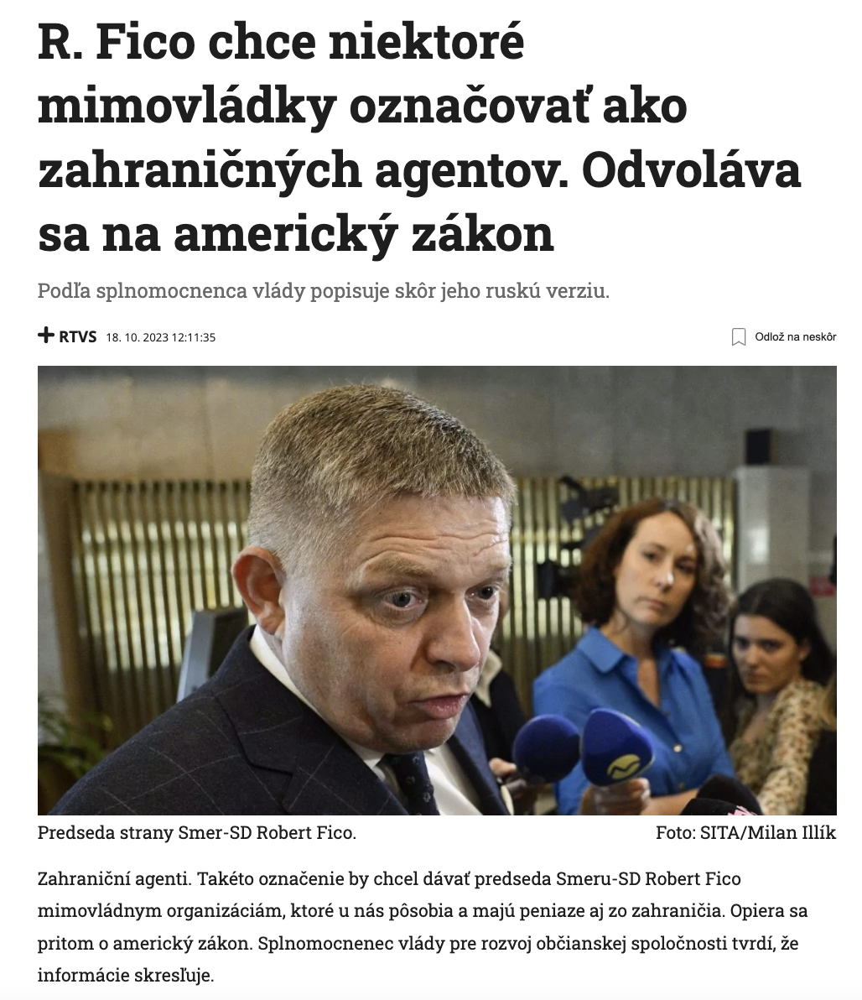 R. Fico chce niektoré
mimovládky označovať ako
zahraničných agentov. Odvoláva
sa na americký zákon
Podľa splnomocnenca vlády popisuje skôr jeho ruskú verziu.
RTVS 18. 10. 2023 12:11:35
Odlož na neskôr
Predseda strany Smer-SD Robert Fico.
Foto: SITA/Milan Illík
Zahraniční agenti. Takéto označenie by chcel dávať predseda Smeru-SD Robert Fico
mimovládnym organizáciám, ktoré u nás pôsobia a majú peniaze aj zo zahraničia. Opiera sa
pritom o americký zákon. Splnomocnenec vlády pre rozvoj občianskej spoločnosti tvrdí, že
informácie skresľuje.